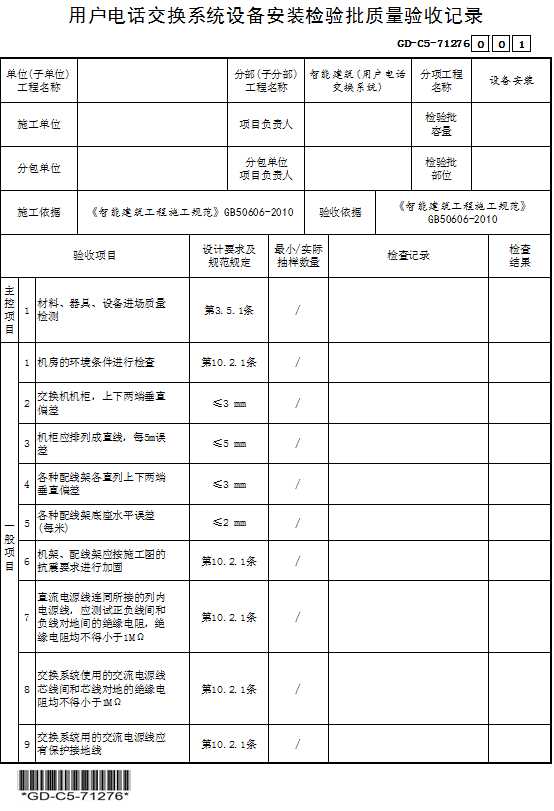 用户电话交换系统设备安装检验批质量验收记录
GD-C5-71276 0 0 1
单位(子单位)
工程名称
分部(子分部)
工程名称
智能建筑(用户电话
交换系统)
分项工程
名称
设备安装
施工单位
项目负责人
检验批
容量
分包单位
分包单位
项目负责人
检验批
部位
施工依据
《智能建筑工程施工规范》GB50606-2010
验收依据
《智能建筑工程施工规范》
GB50606-2010
验收项目
设计要求及
规范规定
最小/实际
抽样数量
检查记录
检查
结果
主控项目
1
材料、器具、设备进场质量
检测
第3.5.1条
/
一般项目
1
机房的环境条件进行检查
第10.2.1条
/
2
交换机机柜，上下两端垂直
偏差
≤3 mm
/
3
机柜应排列成直线，每5m误
差
≤5 mm
/
4
各种配线架各直列上下两端
垂直偏差
≤3 mm
/
5
各种配线架底座水平误差
(每米)
≤2 mm
/
6
机架、配线架应按施工图的
抗震要求进行加固
第10.2.1条
/
7
直流电源线连同所接的列内
电源线，应测试正负线间和
负线对地间的绝缘电阻，绝
缘电阻均不得小于1MΩ
第10.2.1条
/
8
交换系统使用的交流电源线
芯线间和芯线对地的绝缘电
阻均不得小于1MΩ
第10.2.1条
/
9
交换系统用的交流电源线应
有保护接地线
第10.2.1条
/
*GD-C5-71276*